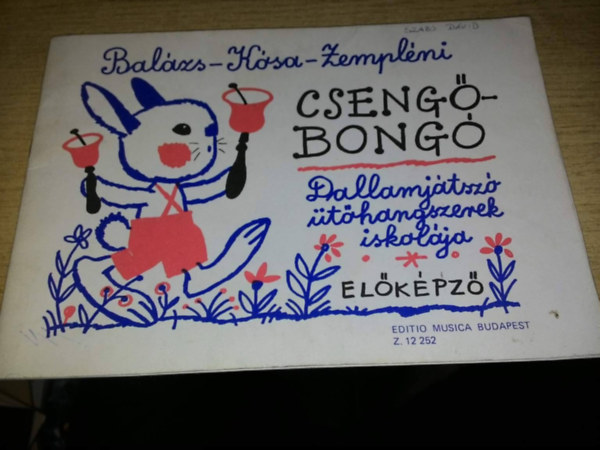 Balázs-Kósa-Zempléni
CSENGŐ-
BONGÓ
Dallamjátszó
ütőhangszerek
iskolája
ELŐKÉPZŐ
EDITIO MUSICA BUDAPEST
Z. 12 252